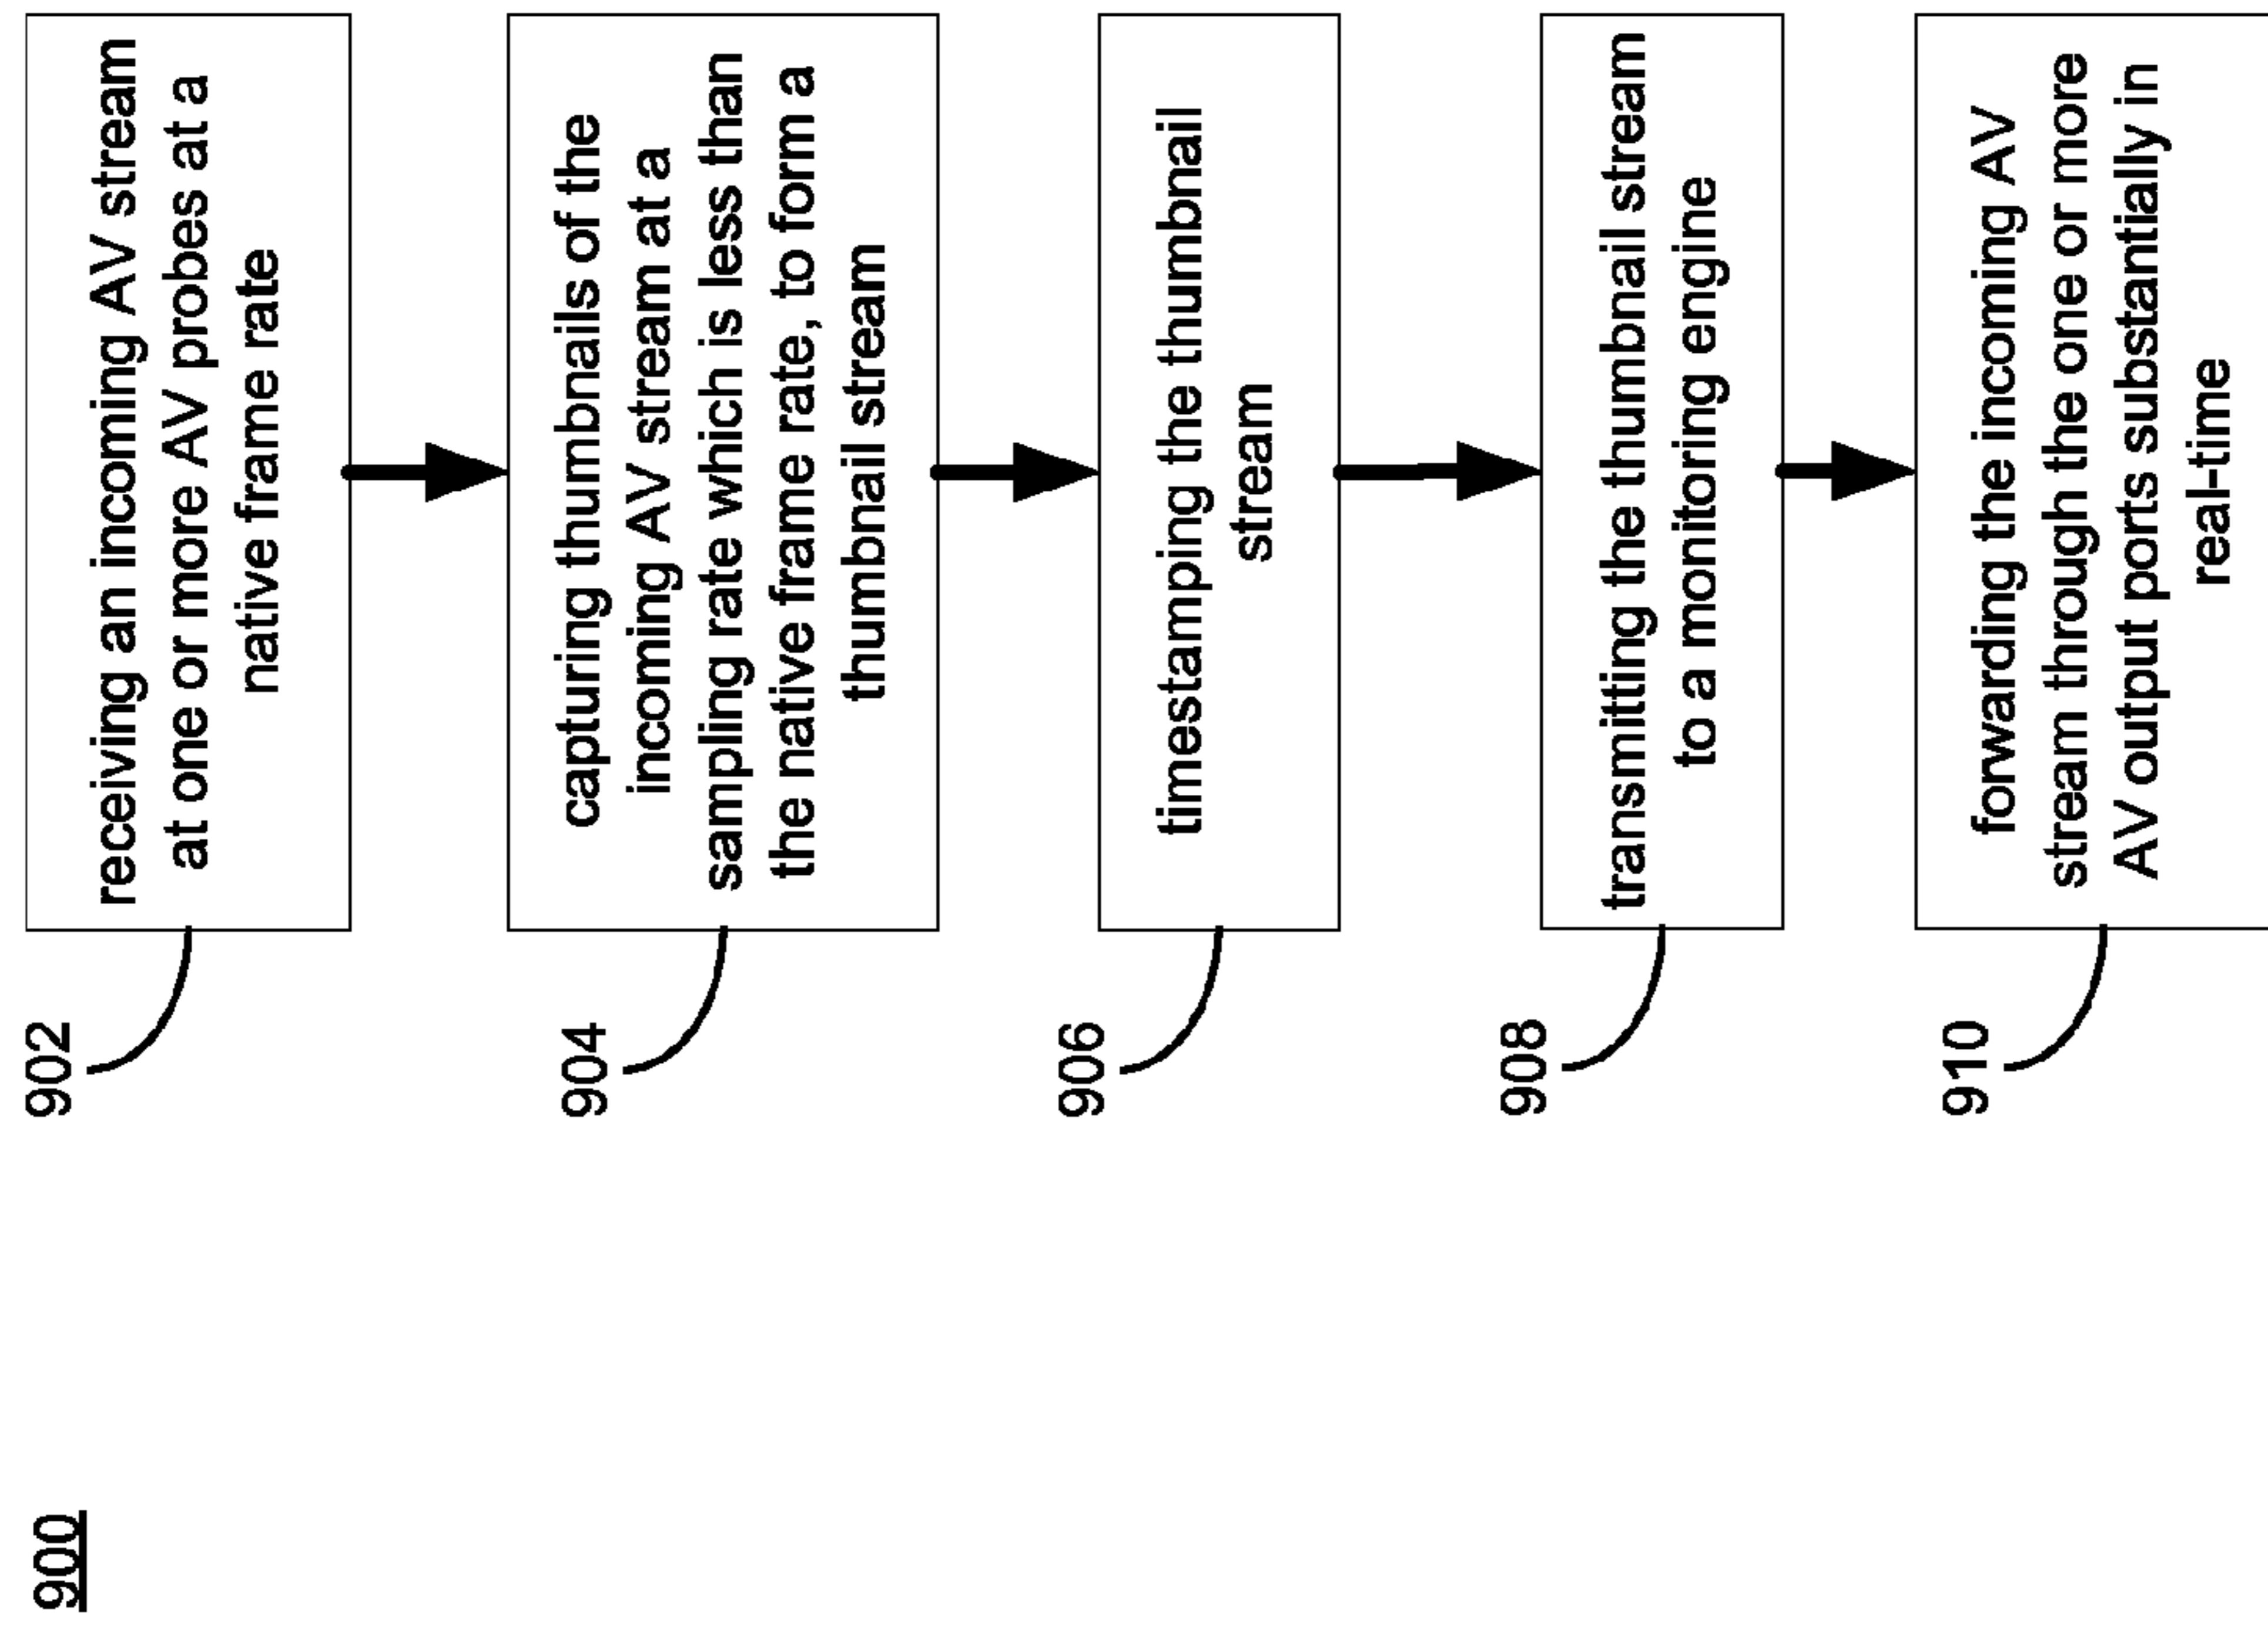 900
902
receiving an incoming AV stream
at one or more AV probes at a
native frame rate
904
capturing thumbnails of the
incoming AV stream at a
sampling rate which is less than
the native frame rate, to form a
thumbnail stream
906
timestamping the thumbnail
stream
908
transmitting the thumbnail stream
to a monitoring engine
910
forwarding the incoming AV
stream through the one or more
AV output ports substantially in
real-time